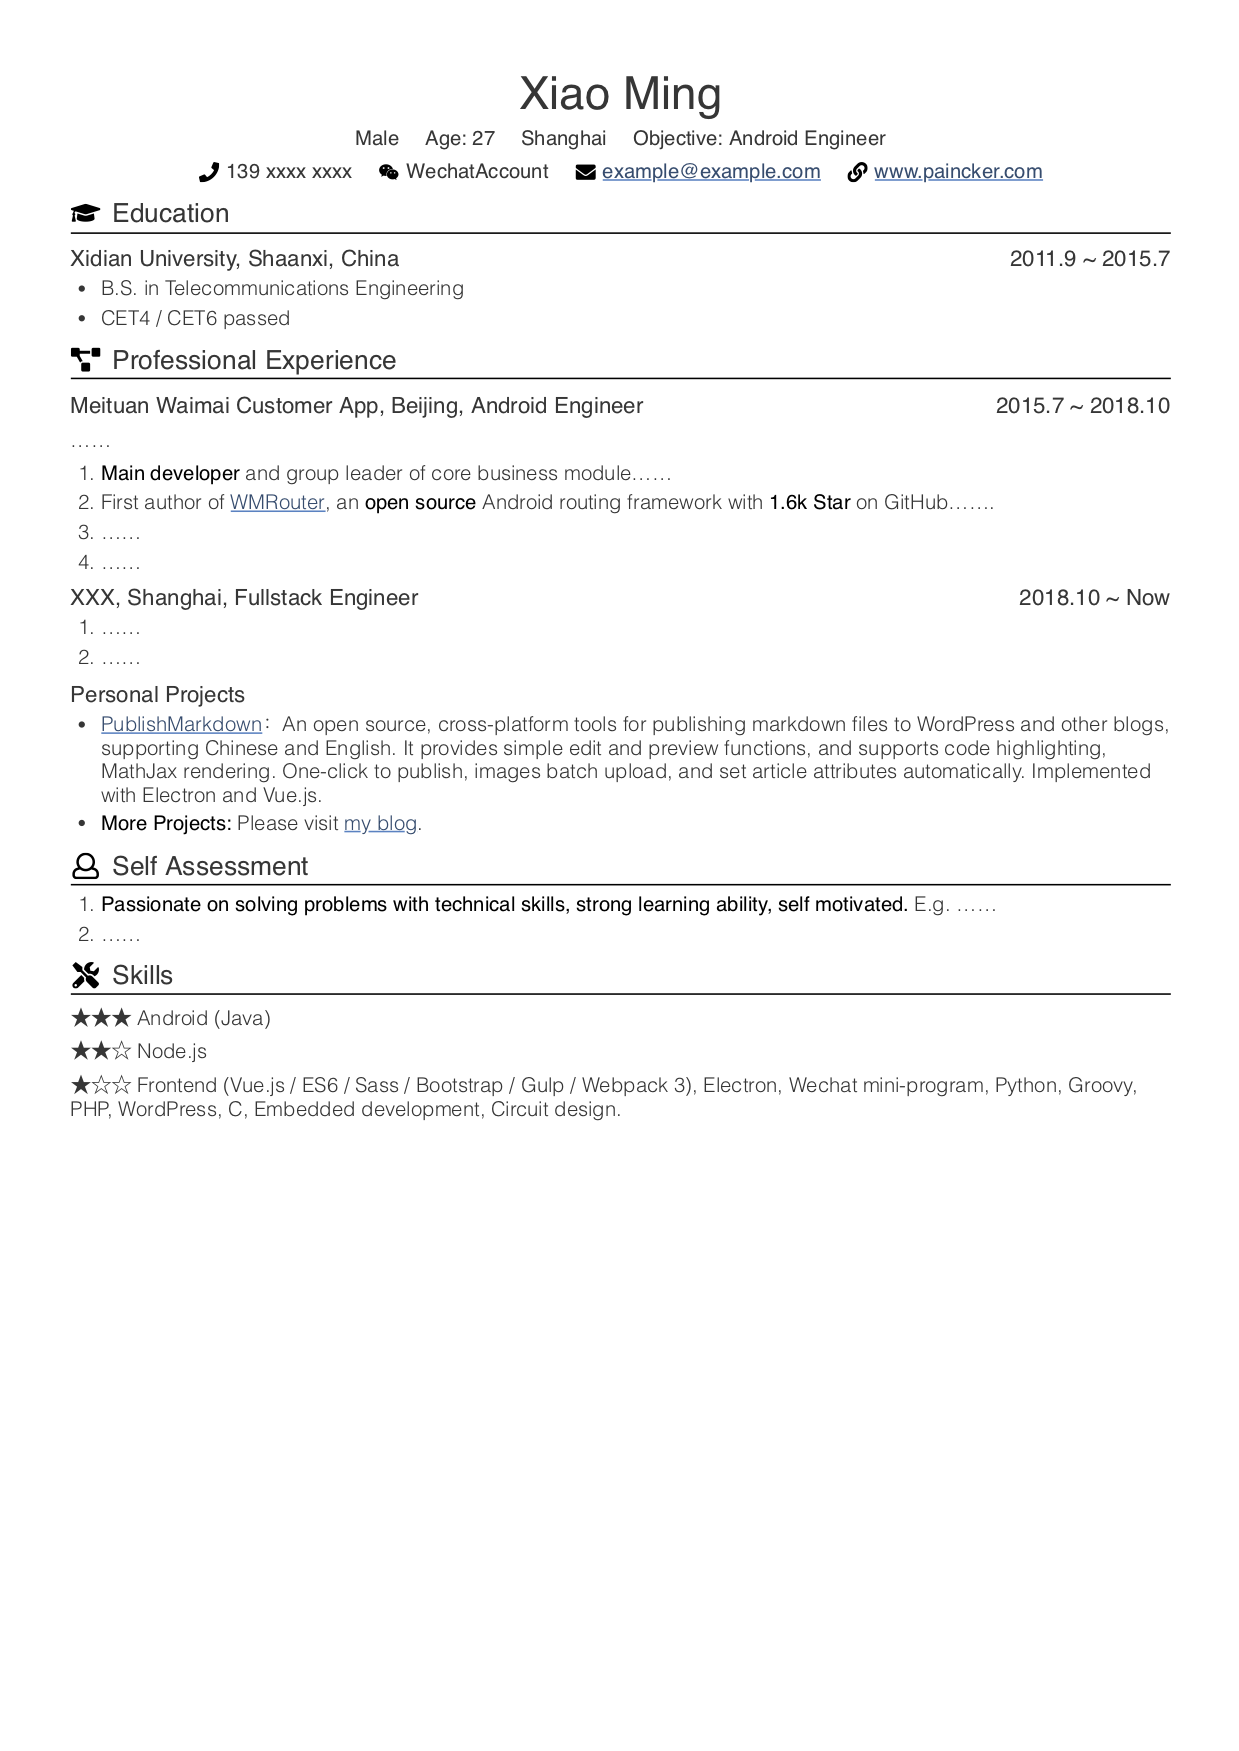 Xiao Ming
Male Age: 27 Shanghai Objective: Android Engineer
139 xxxx xxxx WechatAccount example@example.com www.paincker.com
Education
Xidian University, Shaanxi, China 2011.9 ~ 2015.7
• B.S. in Telecommunications Engineering
• CET4 / CET6 passed
Professional Experience
Meituan Waimai Customer App, Beijing, Android Engineer 2015.7 ~ 2018.10
……
1. Main developer and group leader of core business module……
2. First author of WMRouter, an open source Android routing framework with 1.6k Star on GitHub…….
3. ……
4. ……
XXX, Shanghai, Fullstack Engineer 2018.10 ~ Now
1. ……
2. ……
Personal Projects
• PublishMarkdown：An open source, cross-platform tools for publishing markdown files to WordPress and other blogs,
supporting Chinese and English. It provides simple edit and preview functions, and supports code highlighting,
MathJax rendering. One-click to publish, images batch upload, and set article attributes automatically. Implemented
with Electron and Vue.js.
• More Projects: Please visit my blog.
Self Assessment
1. Passionate on solving problems with technical skills, strong learning ability, self motivated. E.g. ……
2. ……
Skills
★★★ Android (Java)
★★☆ Node.js
★☆☆ Frontend (Vue.js / ES6 / Sass / Bootstrap / Gulp / Webpack 3), Electron, Wechat mini-program, Python, Groovy,
PHP, WordPress, C, Embedded development, Circuit design.